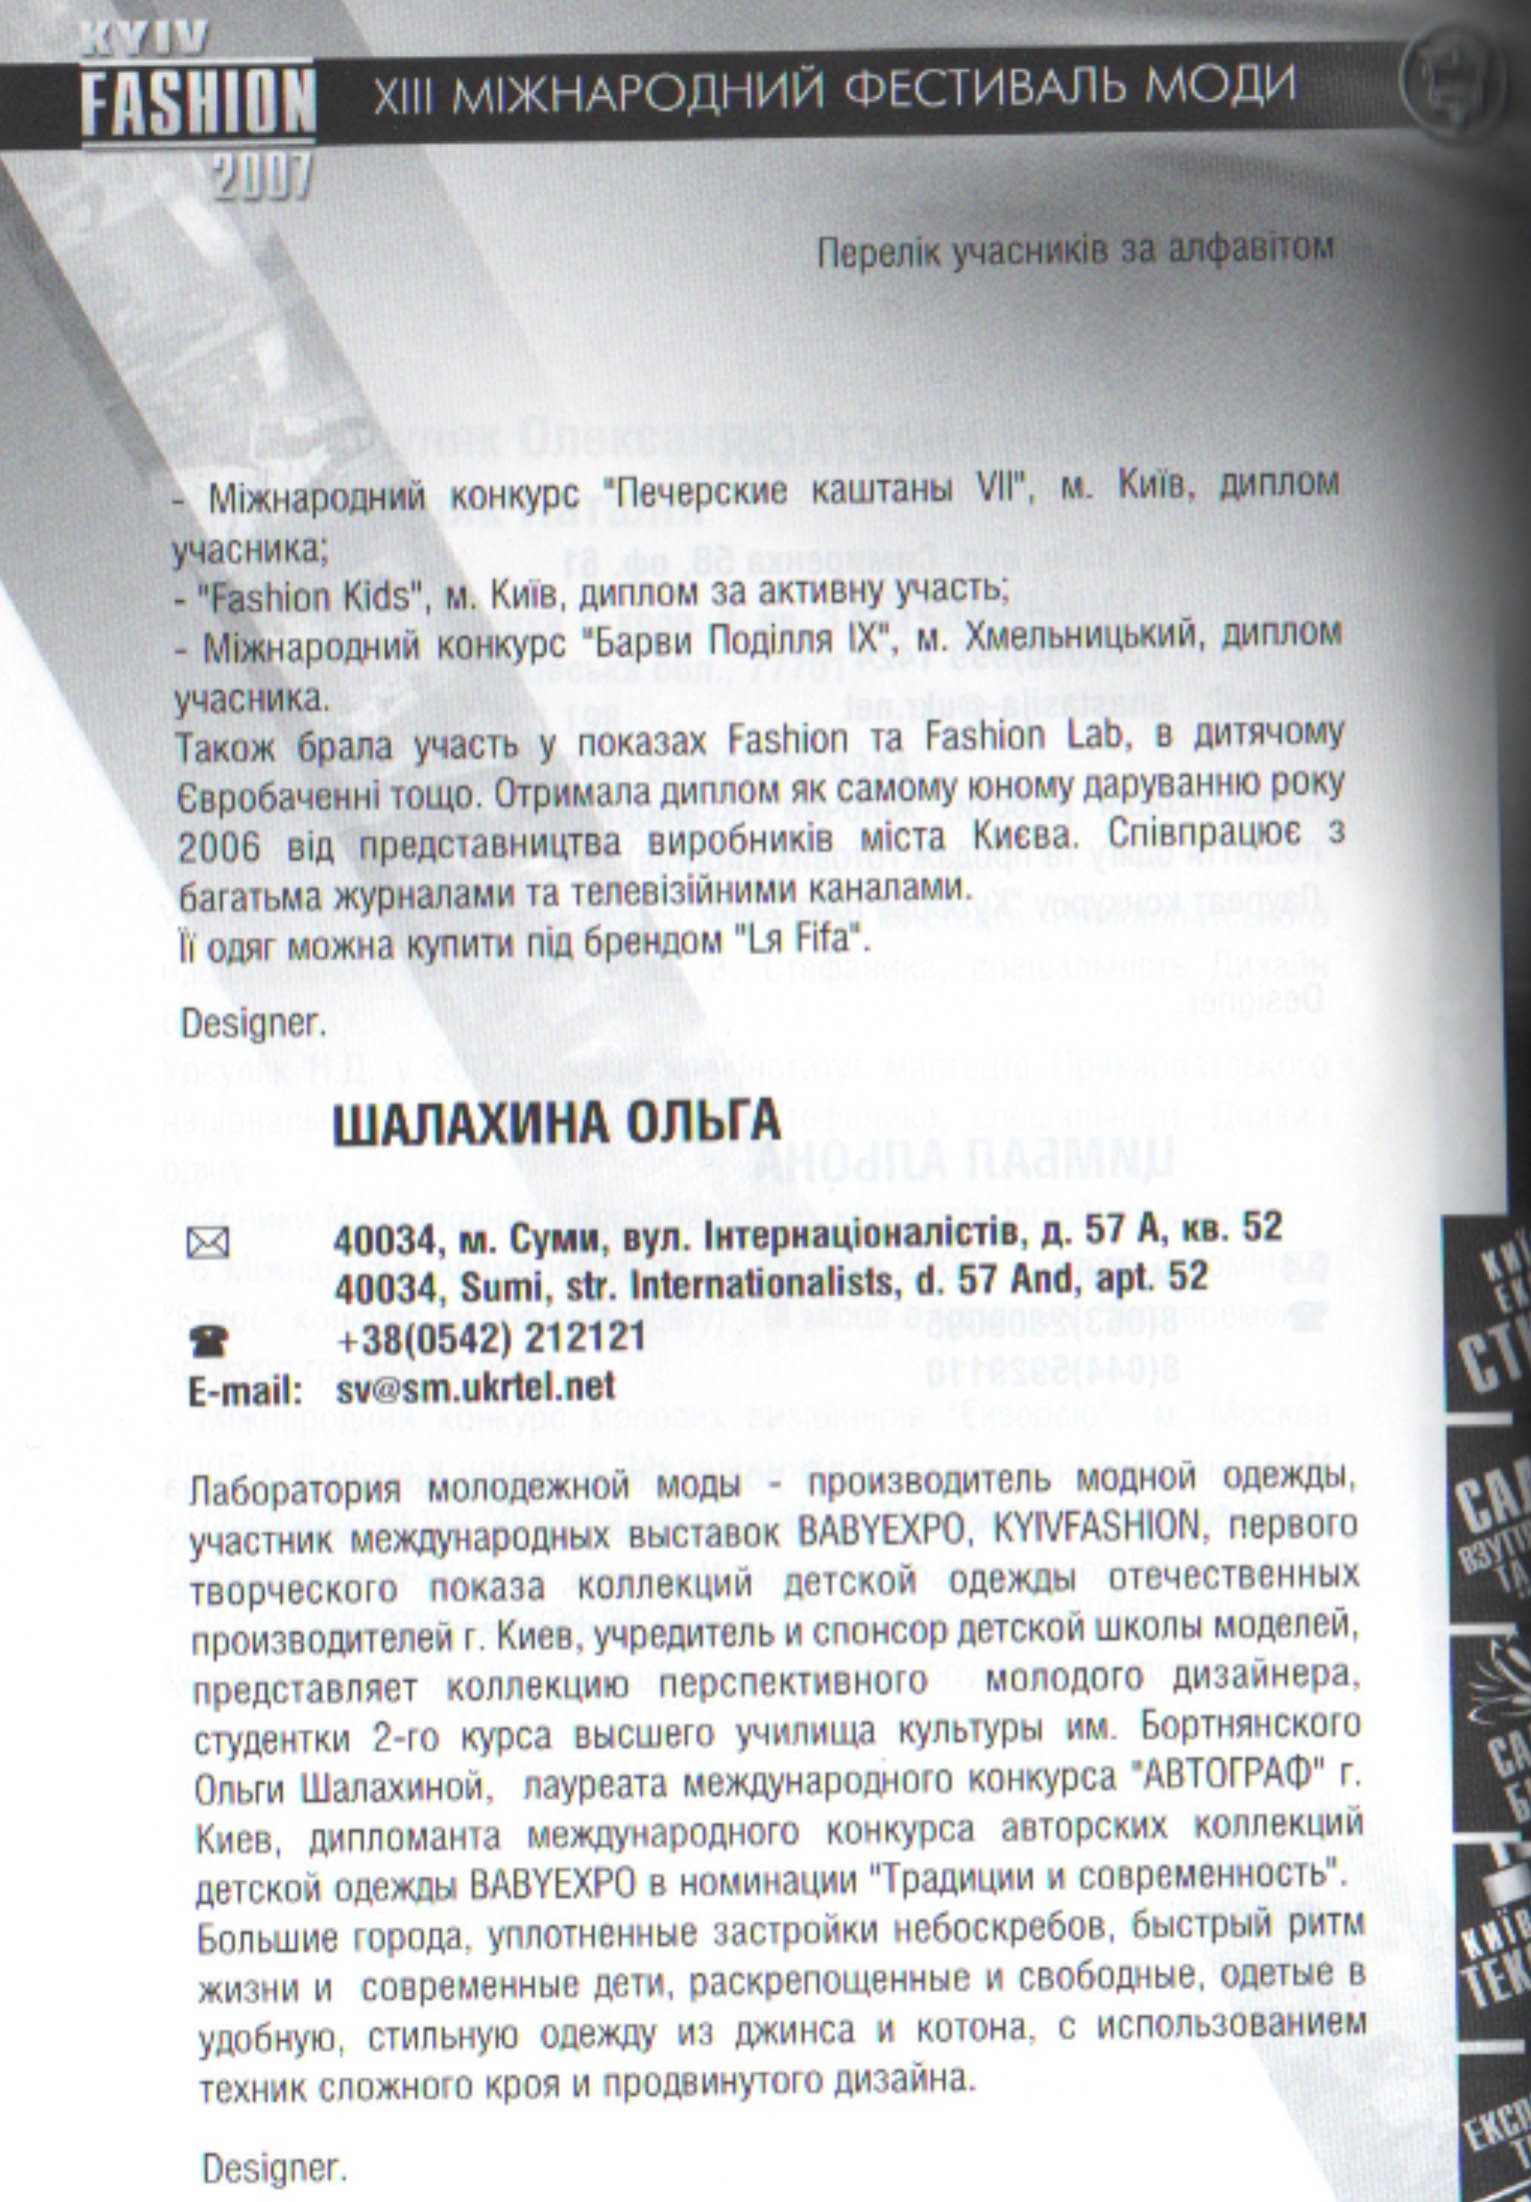 KYIV
FASHION
2007
XIII МІЖНАРОДНИЙ ФЕСТИВАЛЬ МОДИ
Перелік учасників за алфавітом
- Міжнародний конкурс "Печерские каштаны VII", м. Київ, диплом
учасника;
- "Fashion Kids", м. Київ, диплом за активну участь;
- Міжнародний конкурс "Барви Поділля IX", м. Хмельницький, диплом
учасника.
Також брала участь у показах Fashion та Fashion Lab, в дитячому
Євробаченні тощо. Отримала диплом як самому юному даруванню року
2006 від представництва виробників міста Києва. Співпрацює з
багатьма журналами та телевізійними каналами.
Її одяг можна купити під брендом "Lя Fifa".
Designer.
ШАЛАХИНА ОЛЬГА
40034, м. Суми, вул. Інтернаціоналістів, д. 57 А, кв. 52
40034, Sumi, str. Internationalists, d. 57 And, apt. 52
+38(0542) 212121
E-mail: sv@sm.ukrtel.net
Лаборатория молодежной моды - производитель модной одежды,
участник международных выставок BABYEXPO, KYIVFASHION, первого
творческого показа коллекций детской одежды отечественных
производителей г. Киев, учредитель и спонсор детской школы моделей,
представляет коллекцию перспективного молодого дизайнера,
студентки 2-го курса высшего училища культуры им. Бортнянского
Ольги Шалахиной, лауреата международного конкурса "АВТОГРАФ" г.
Киев, дипломанта международного конкурса авторских коллекций
детской одежды BABYEXPO в номинации "Традиции и современность".
Большие города, уплотненные застройки небоскребов, быстрый ритм
жизни и современные дети, раскрепощенные и свободные, одетые в
удобную, стильную одежду из джинса и котона, с использованием
техник сложного кроя и продвинутого дизайна.
Designer.